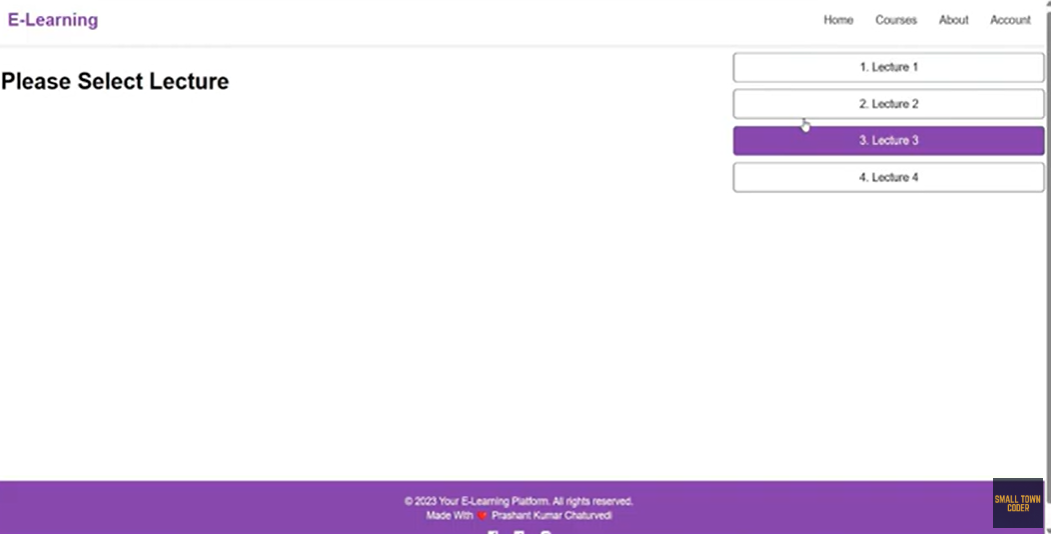 E-Learning
Home Courses About Account
Please Select Lecture
1. Lecture 1
2. Lecture 2
3. Lecture 3
4. Lecture 4
© 2023 Your E-Learning Platform. All rights reserved.
Made With ❤️ Prashant Kumar Chaturvedi
SMALL TOWN
CODER